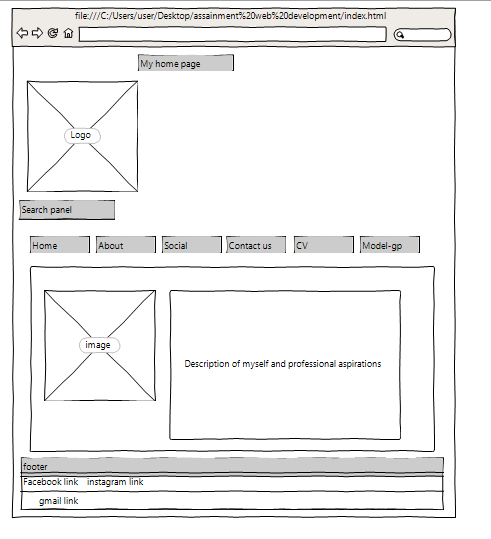 file:///C:/Users/user/Desktop/assainment%20web%20development/index.html
My home page
Logo
Search panel
Home About Social Contact us CV Model-gp
image
Description of myself and professional aspirations
footer
Facebook link instagram link
gmail link